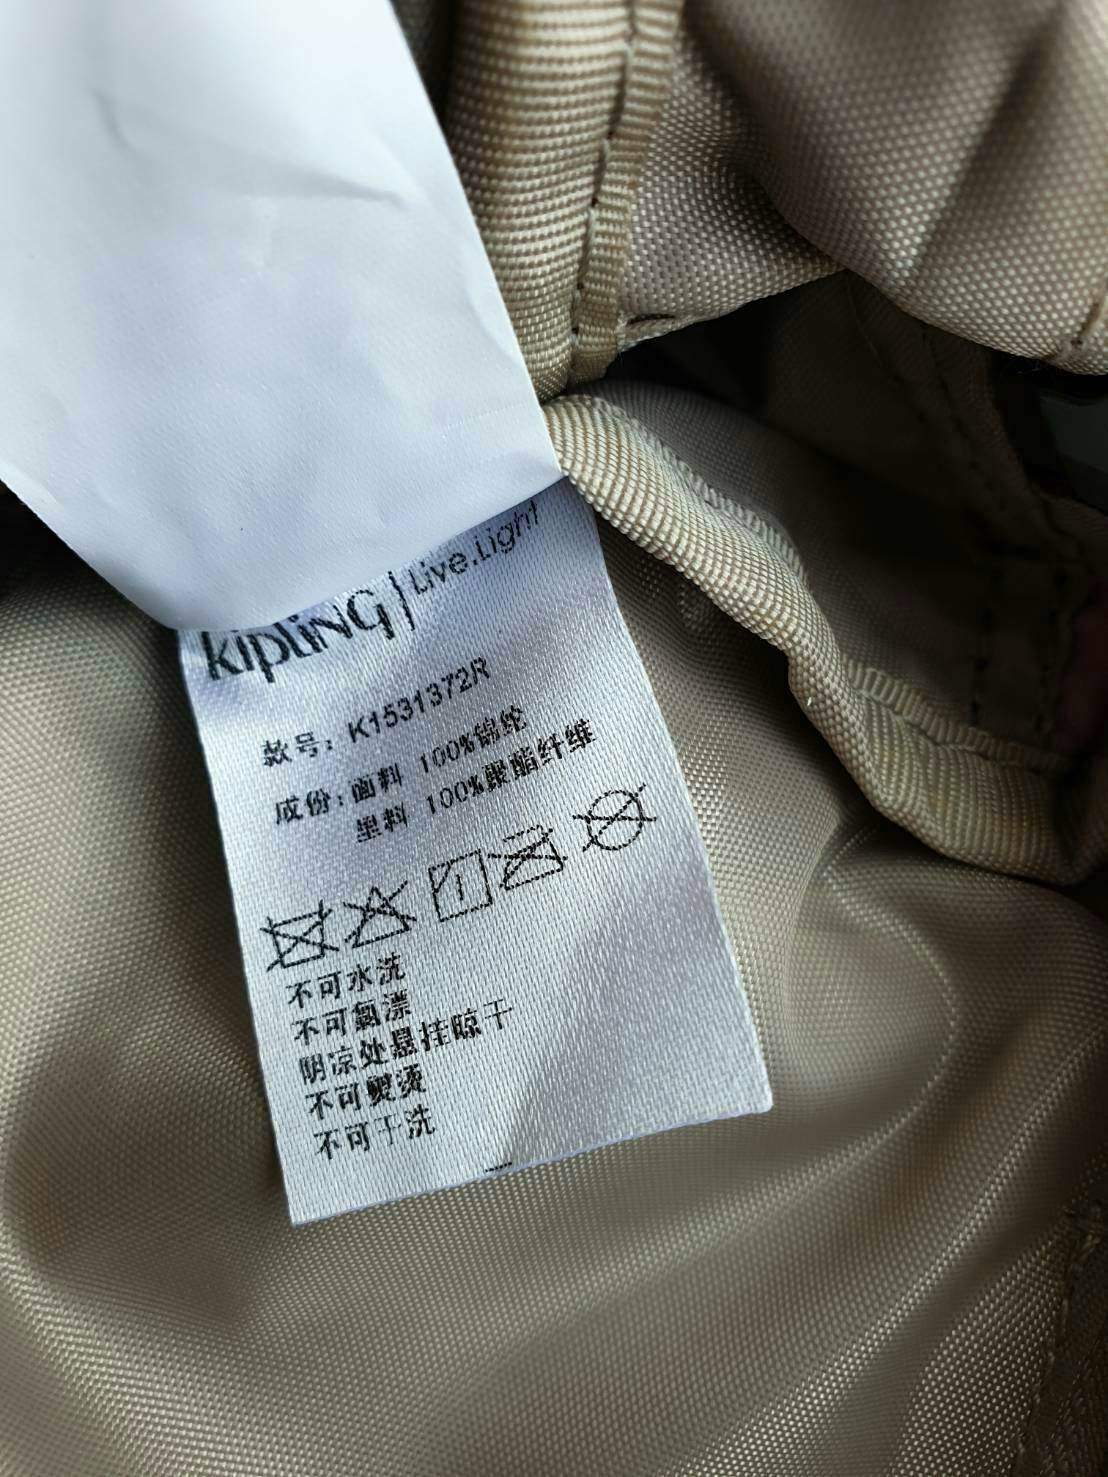 kipling | Live.Light
款号: K1531372R
成份: 面料 100%锦纶
里料 100%聚酯纤维
不可水洗
不可氯漂
阴凉处悬挂晾干
不可熨烫
不可干洗